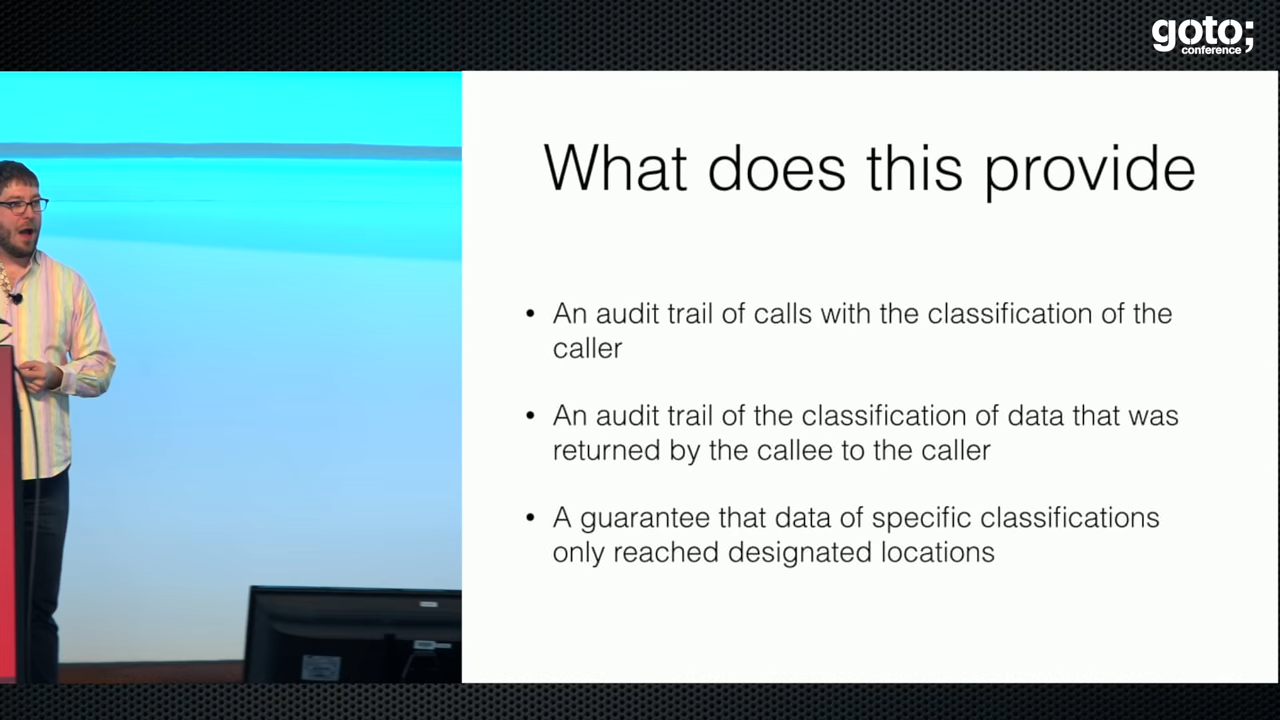 goto;
conference
What does this provide
• An audit trail of calls with the classification of the
caller
• An audit trail of the classification of data that was
returned by the callee to the caller
• A guarantee that data of specific classifications
only reached designated locations